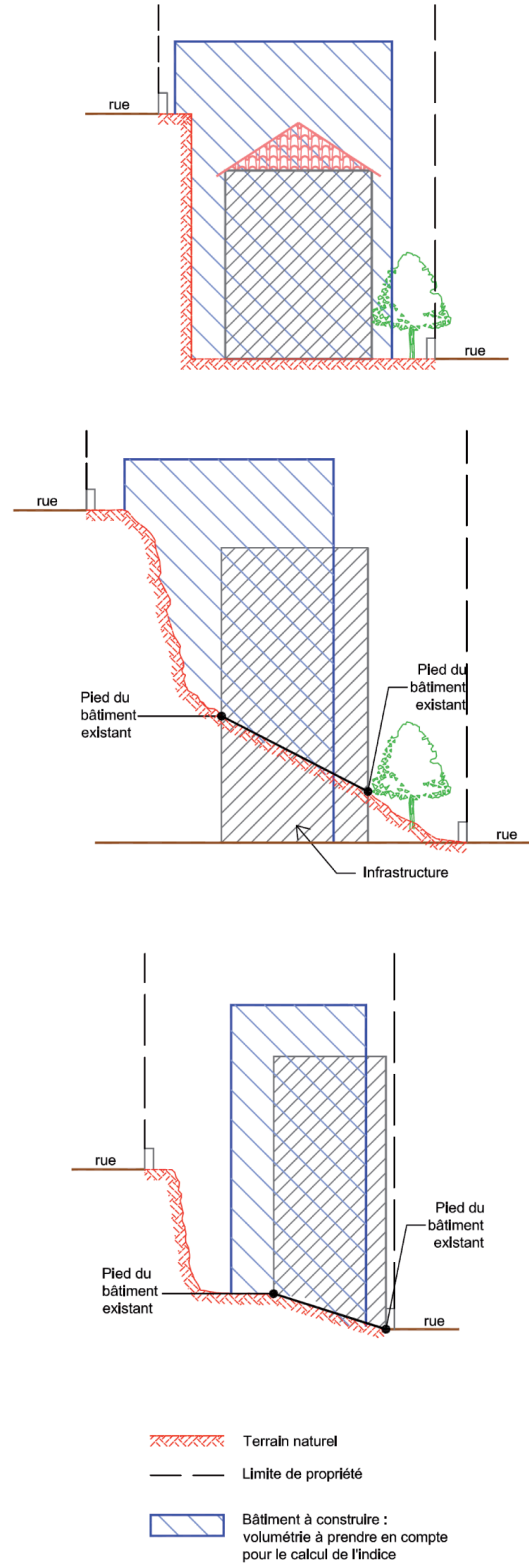 rue
rue
rue
Pied du
bâtiment
existant
Pied du
bâtiment
existant
rue
Infrastructure
rue
Pied du
bâtiment
existant
Pied du
bâtiment
existant
rue
Terrain naturel
Limite de propriété
Bâtiment à construire :
volumétrie à prendre en compte
pour le calcul de l'indice